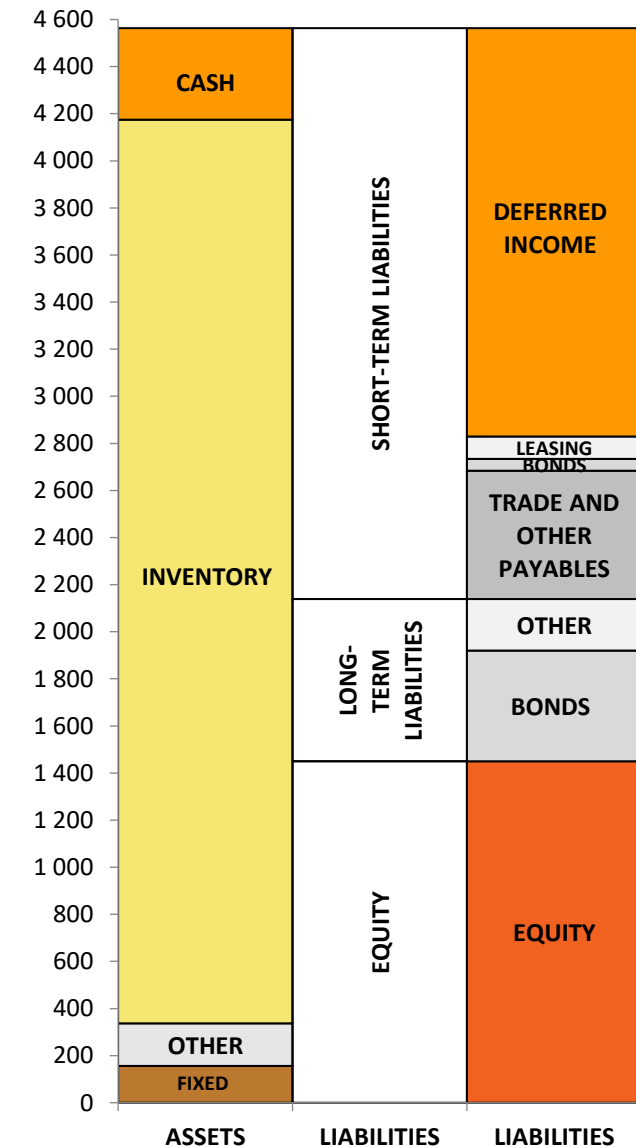 4 600
4 400
4 200
4 000
3 800
3 600
3 400
3 200
3 000
2 800
2 600
2 400
2 200
2 000
1 800
1 600
1 400
1 200
1 000
800
600
400
200
0
CASH
INVENTORY
OTHER
FIXED
SHORT-TERM LIABILITIES
LONG-
TERM
LIABILITIES
EQUITY
DEFERRED
INCOME
LEASING
BONDS
TRADE AND
OTHER
PAYABLES
OTHER
BONDS
EQUITY
ASSETS
LIABILITIES
LIABILITIES